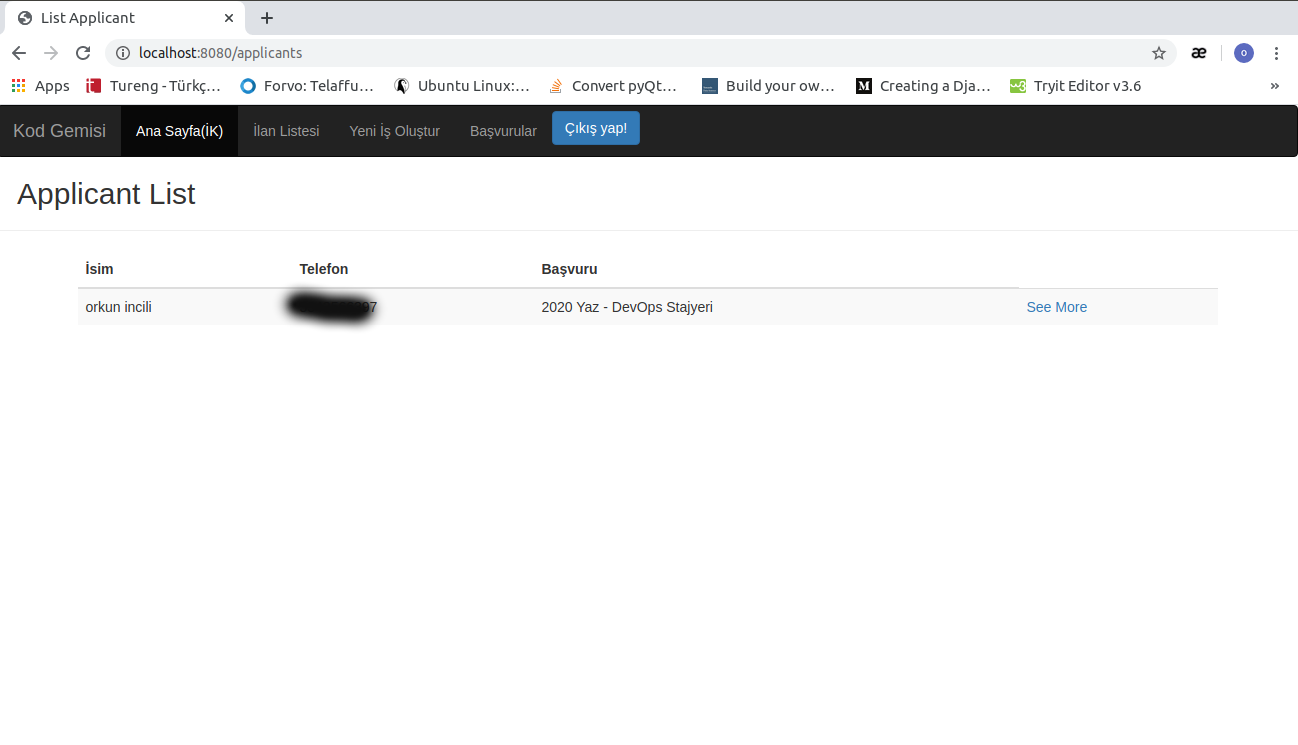 List Applicant
localhost:8080/applicants
æ
o
Apps Tureng - Türkç... Forvo: Telaffu... Ubuntu Linux:... Convert pyQt... Build your ow... M Creating a Dja... w3 Tryit Editor v3.6 »
Kod Gemisi Ana Sayfa(İK) İlan Listesi Yeni İş Oluştur Başvurular Çıkış yap!
Applicant List
İsim Telefon Başvuru
orkun incili 2020 Yaz - DevOps Stajyeri See More